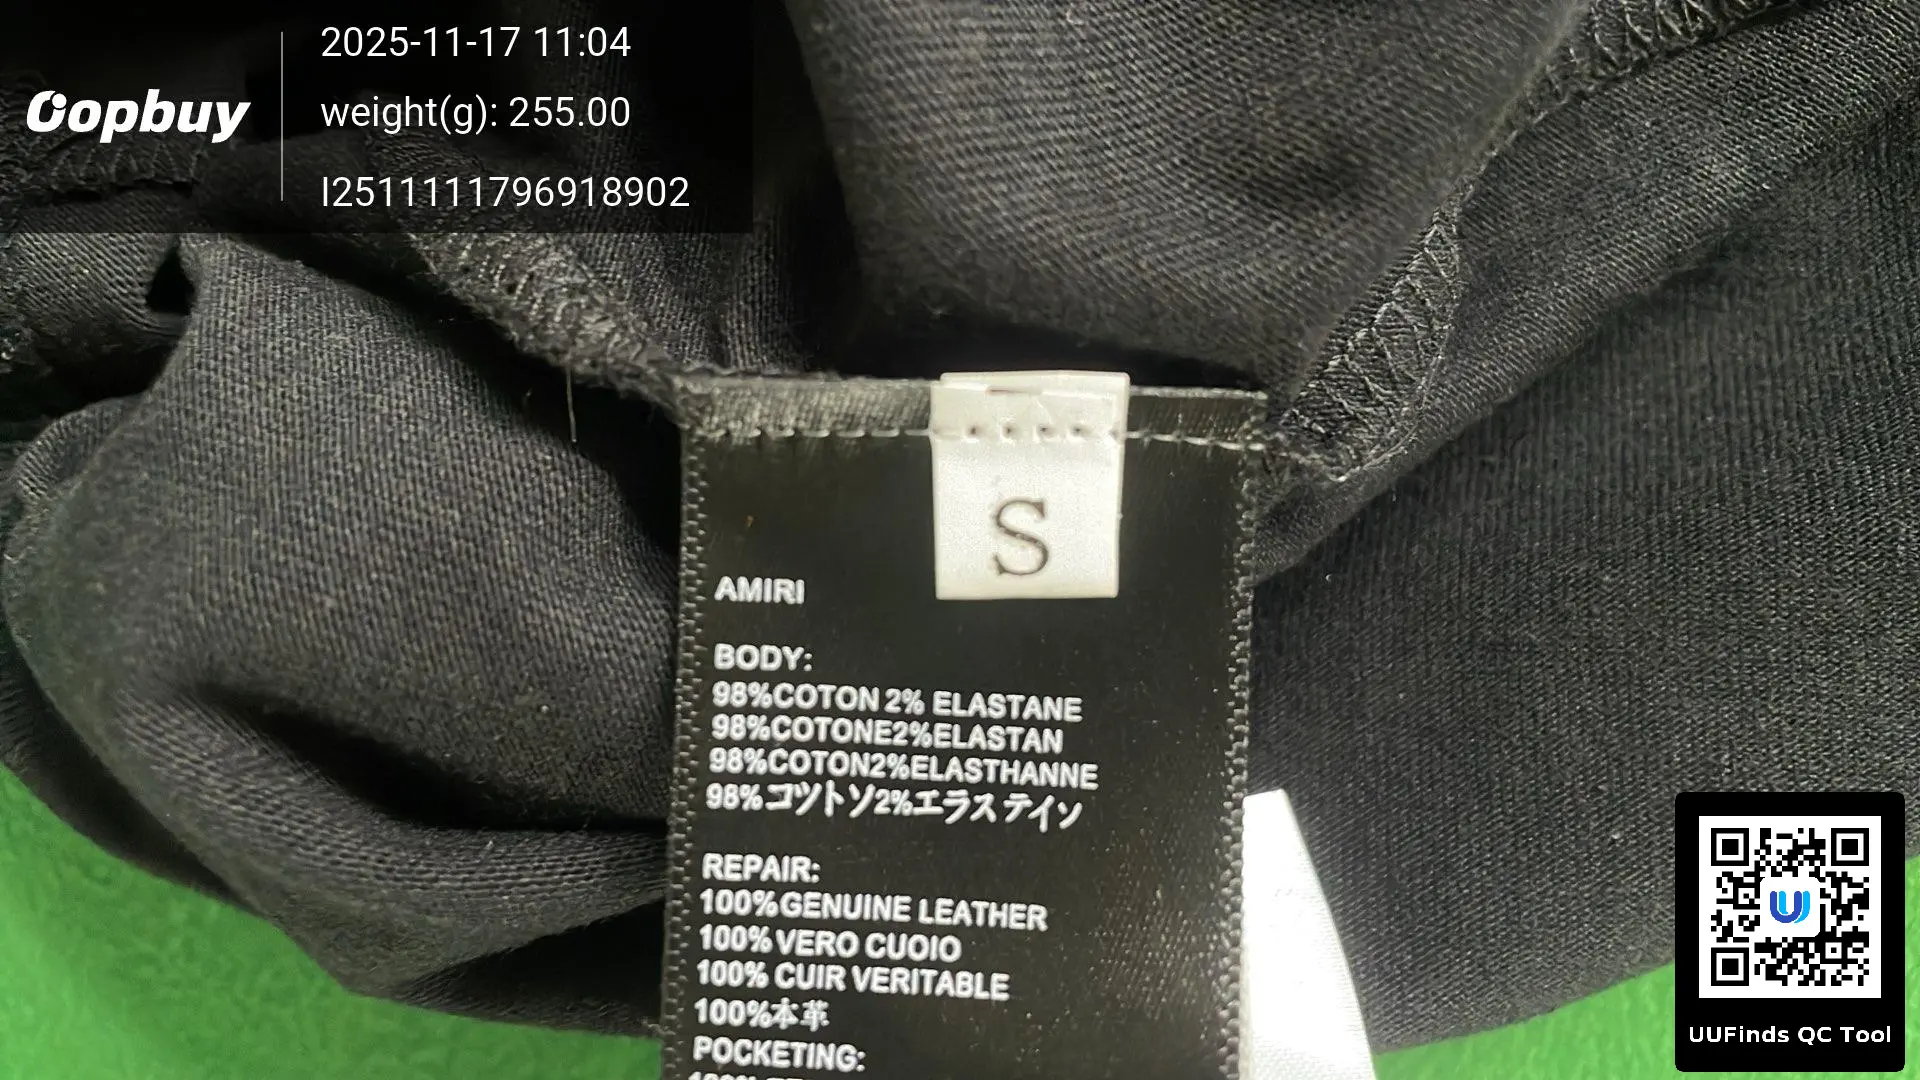 Oopbuy
2025-11-17 11:04
weight(g): 255.00
I2511111796918902
S
AMIRI
BODY:
98%COTON 2% ELASTANE
98%COTONE2%ELASTAN
98%COTON2%ELASTHANNE
98%コツトソ2%エラステイソ
REPAIR:
100%GENUINE LEATHER
100% VERO CUOIO
100% CUIR VERITABLE
100%本革
POCKETING:
UUFinds QC Tool